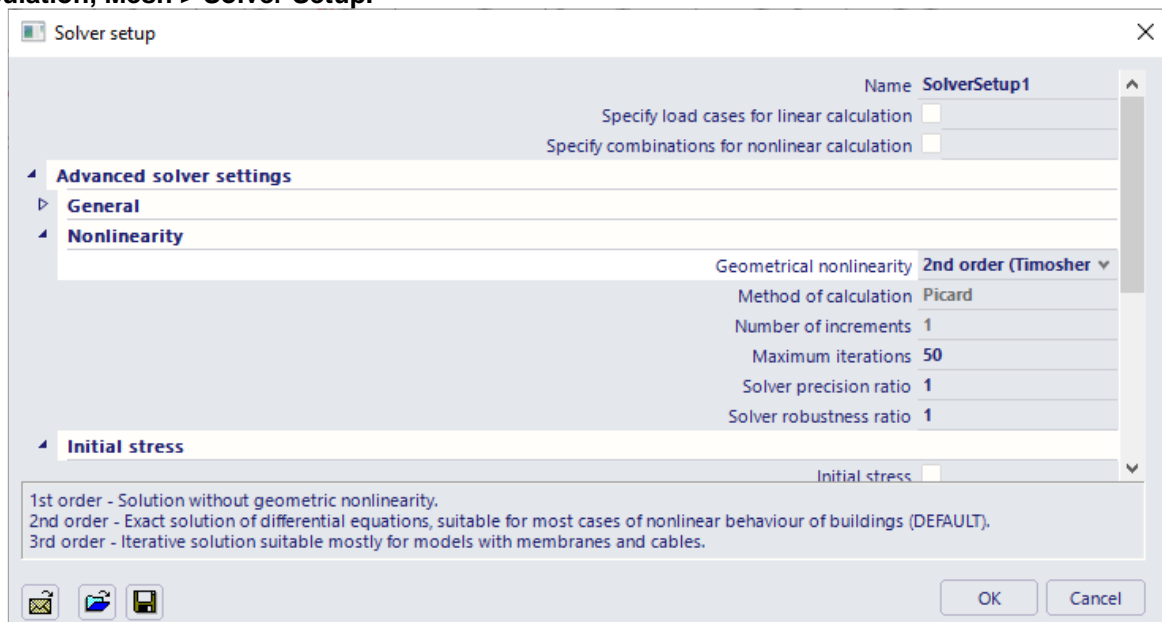 Mesh > Solver Setup.
Solver setup
Name SolverSetup1
Specify load cases for linear calculation
Specify combinations for nonlinear calculation
Advanced solver settings
General
Nonlinearity
Geometrical nonlinearity 2nd order (Timosher
Method of calculation Picard
Number of increments 1
Maximum iterations 50
Solver precision ratio 1
Solver robustness ratio 1
Initial stress
Initial stress
1st order - Solution without geometric nonlinearity.
2nd order - Exact solution of differential equations, suitable for most cases of nonlinear behaviour of buildings (DEFAULT).
3rd order - Iterative solution suitable mostly for models with membranes and cables.
OK Cancel